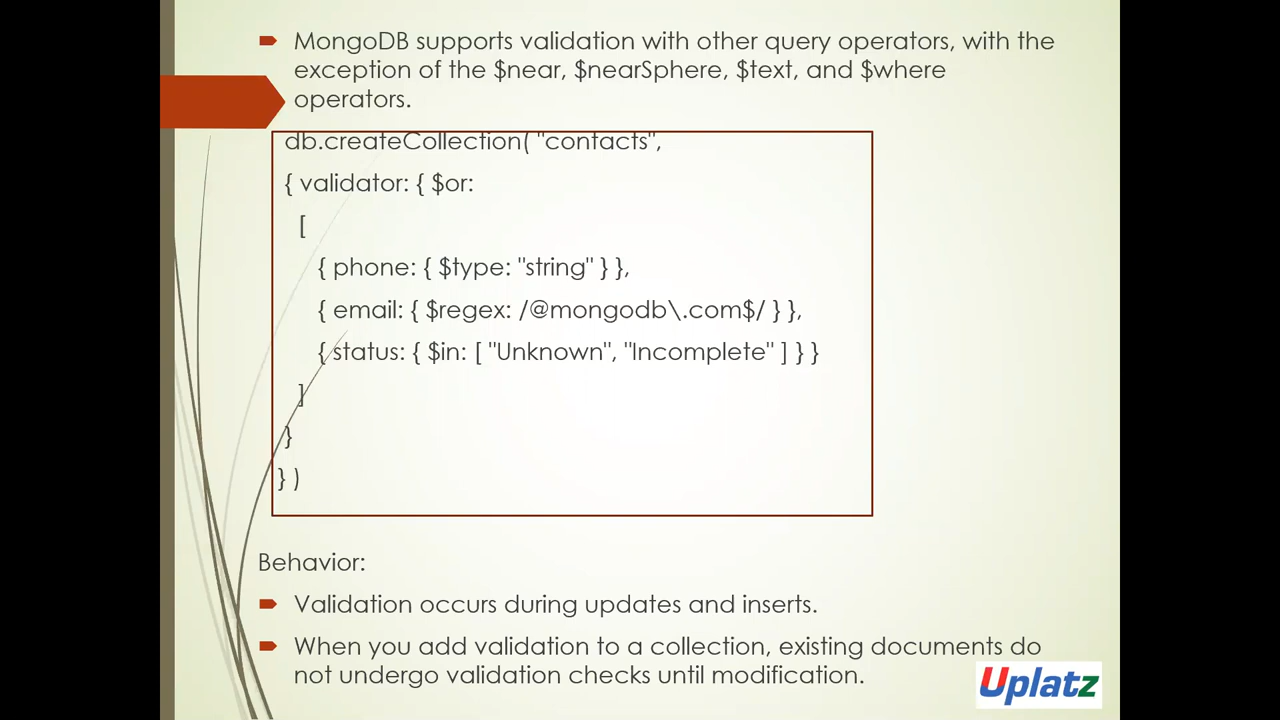 MongoDB supports validation with other query operators, with the
exception of the $near, $nearSphere, $text, and $where
operators.
db.createCollection( "contacts",
{ validator: { $or:
[
{ phone: { $type: "string" } },
{ email: { $regex: /@mongodb\.com$/ } },
{ status: { $in: [ "Unknown", "Incomplete" ] } }
]
}
} )
Behavior:
Validation occurs during updates and inserts.
When you add validation to a collection, existing documents do
not undergo validation checks until modification.
Uplatz